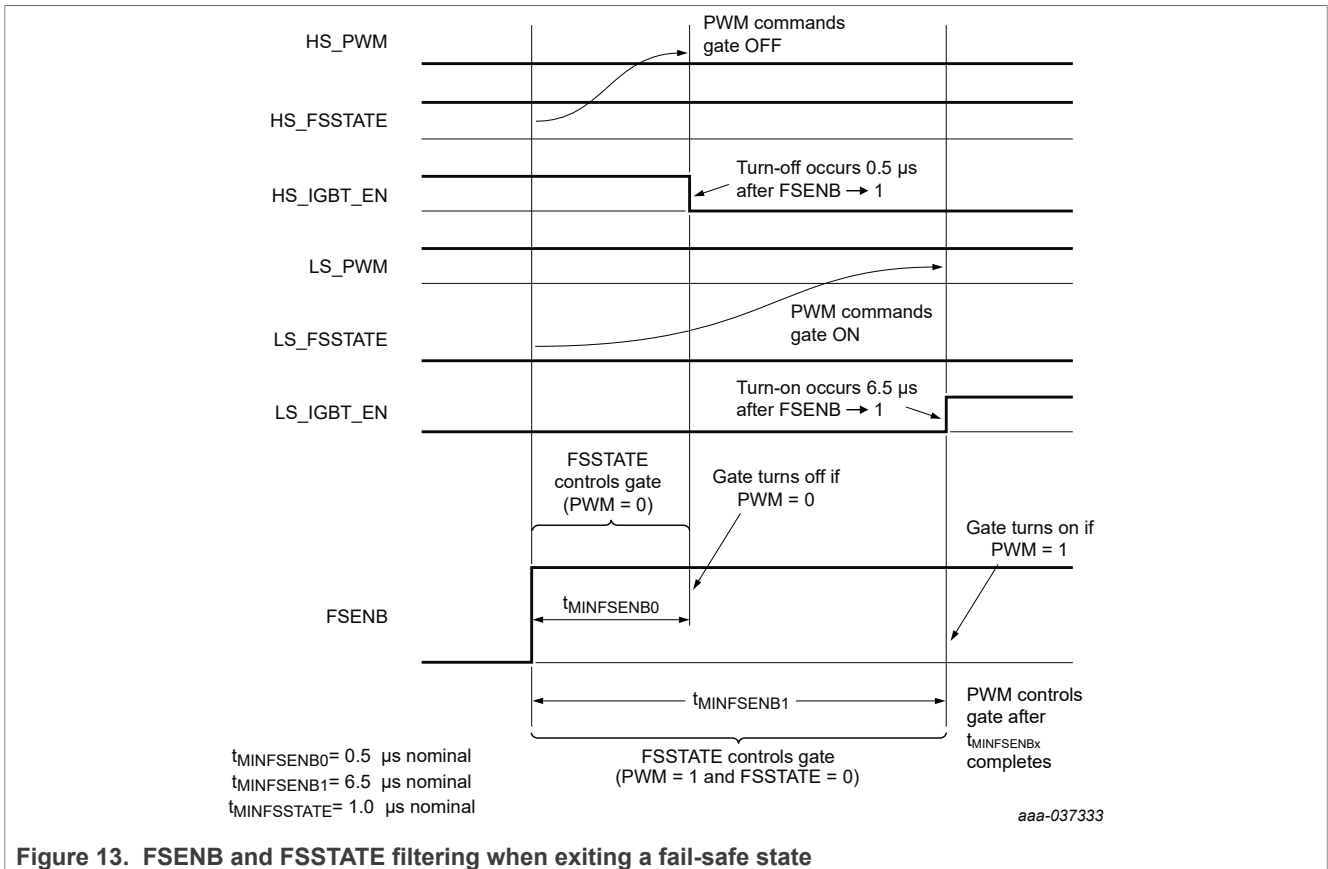 HS_PWM
PWM commands
gate OFF
HS_FSSTATE
HS_IGBT_EN
Turn-off occurs 0.5 µs
after FSENB → 1
LS_PWM
PWM commands
gate ON
LS_FSSTATE
LS_IGBT_EN
Turn-on occurs 6.5 µs
after FSENB → 1
FSSTATE
controls gate
(PWM = 0)
Gate turns off if
PWM = 0
Gate turns on if
PWM = 1
FSENB
tMINFSENB0
tMINFSENB1
PWM controls
gate after
tMINFSENBx
completes
FSSTATE controls gate
(PWM = 1 and FSSTATE = 0)
tMINFSENB0= 0.5 µs nominal
tMINFSENB1= 6.5 µs nominal
tMINFSSTATE= 1.0 µs nominal
aaa-037333
Figure 13. FSENB and FSSTATE filtering when exiting a fail-safe state